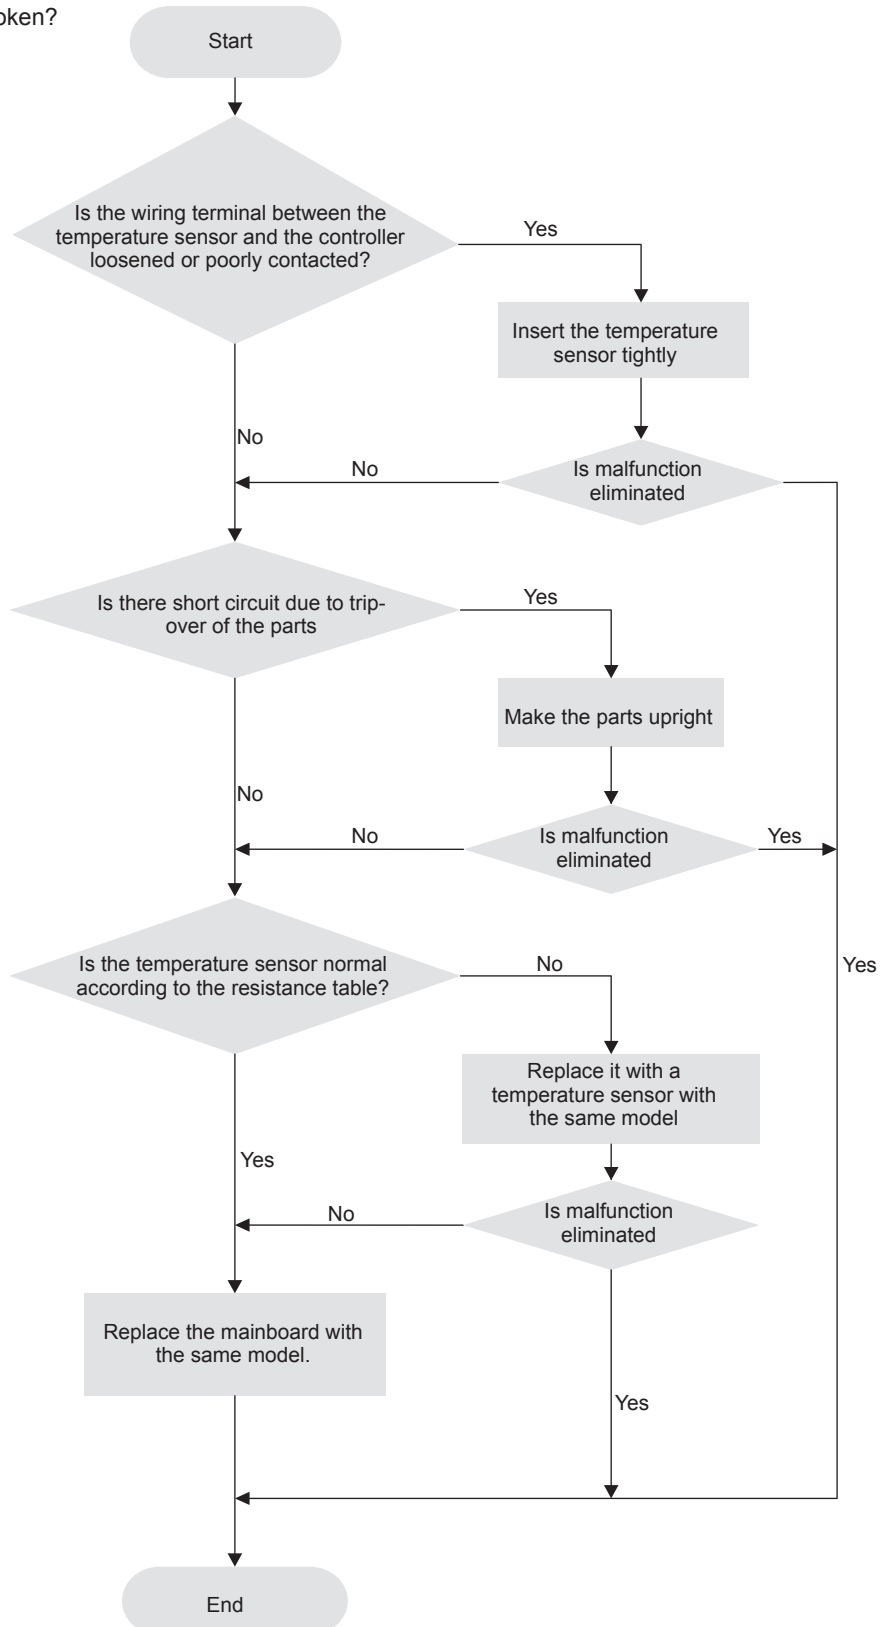 oken?
Start
Is the wiring terminal between the
temperature sensor and the controller
loosened or poorly contacted?
Yes
Insert the temperature
sensor tightly
No
No
Is malfunction
eliminated
Is there short circuit due to trip-
over of the parts
Yes
Make the parts upright
No
No
Is malfunction
eliminated
Yes
Is the temperature sensor normal
according to the resistance table?
No
Yes
Replace it with a
temperature sensor with
the same model
Yes
No
Is malfunction
eliminated
Replace the mainboard with
the same model.
Yes
End